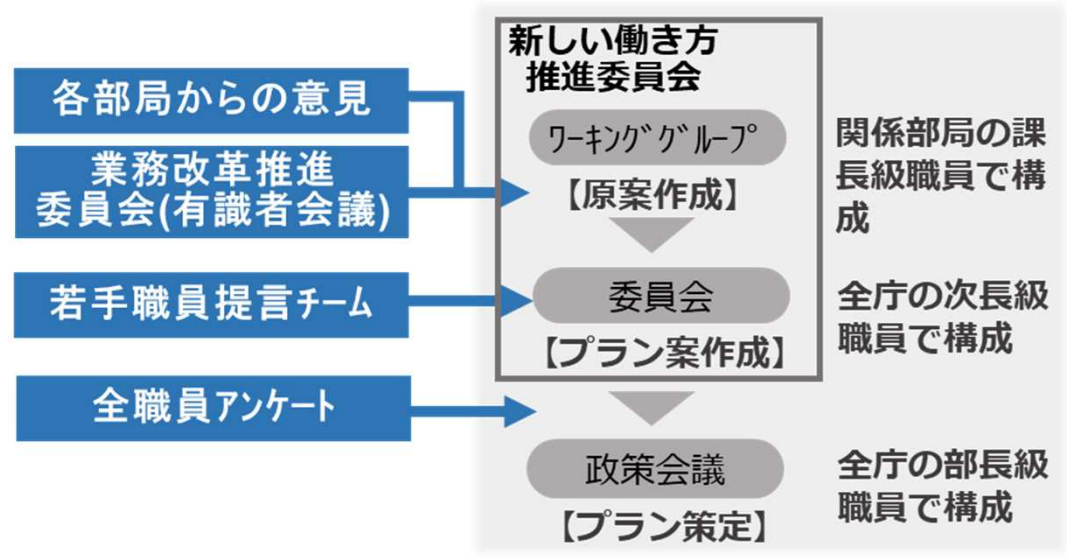 各部局からの意見
業務改革推進
委員会(有識者会議)
若手職員提言ﾁｰﾑ
全職員ｱﾝｹｰﾄ
新しい働き方
推進委員会
ﾜｰｷﾝｸﾞｸﾞﾙｰﾌﾟ
【原案作成】
委員会
【プラン案作成】
政策会議
【プラン策定】
関係部局の課
長級職員で構
成
全庁の次長級
職員で構成
全庁の部長級
職員で構成